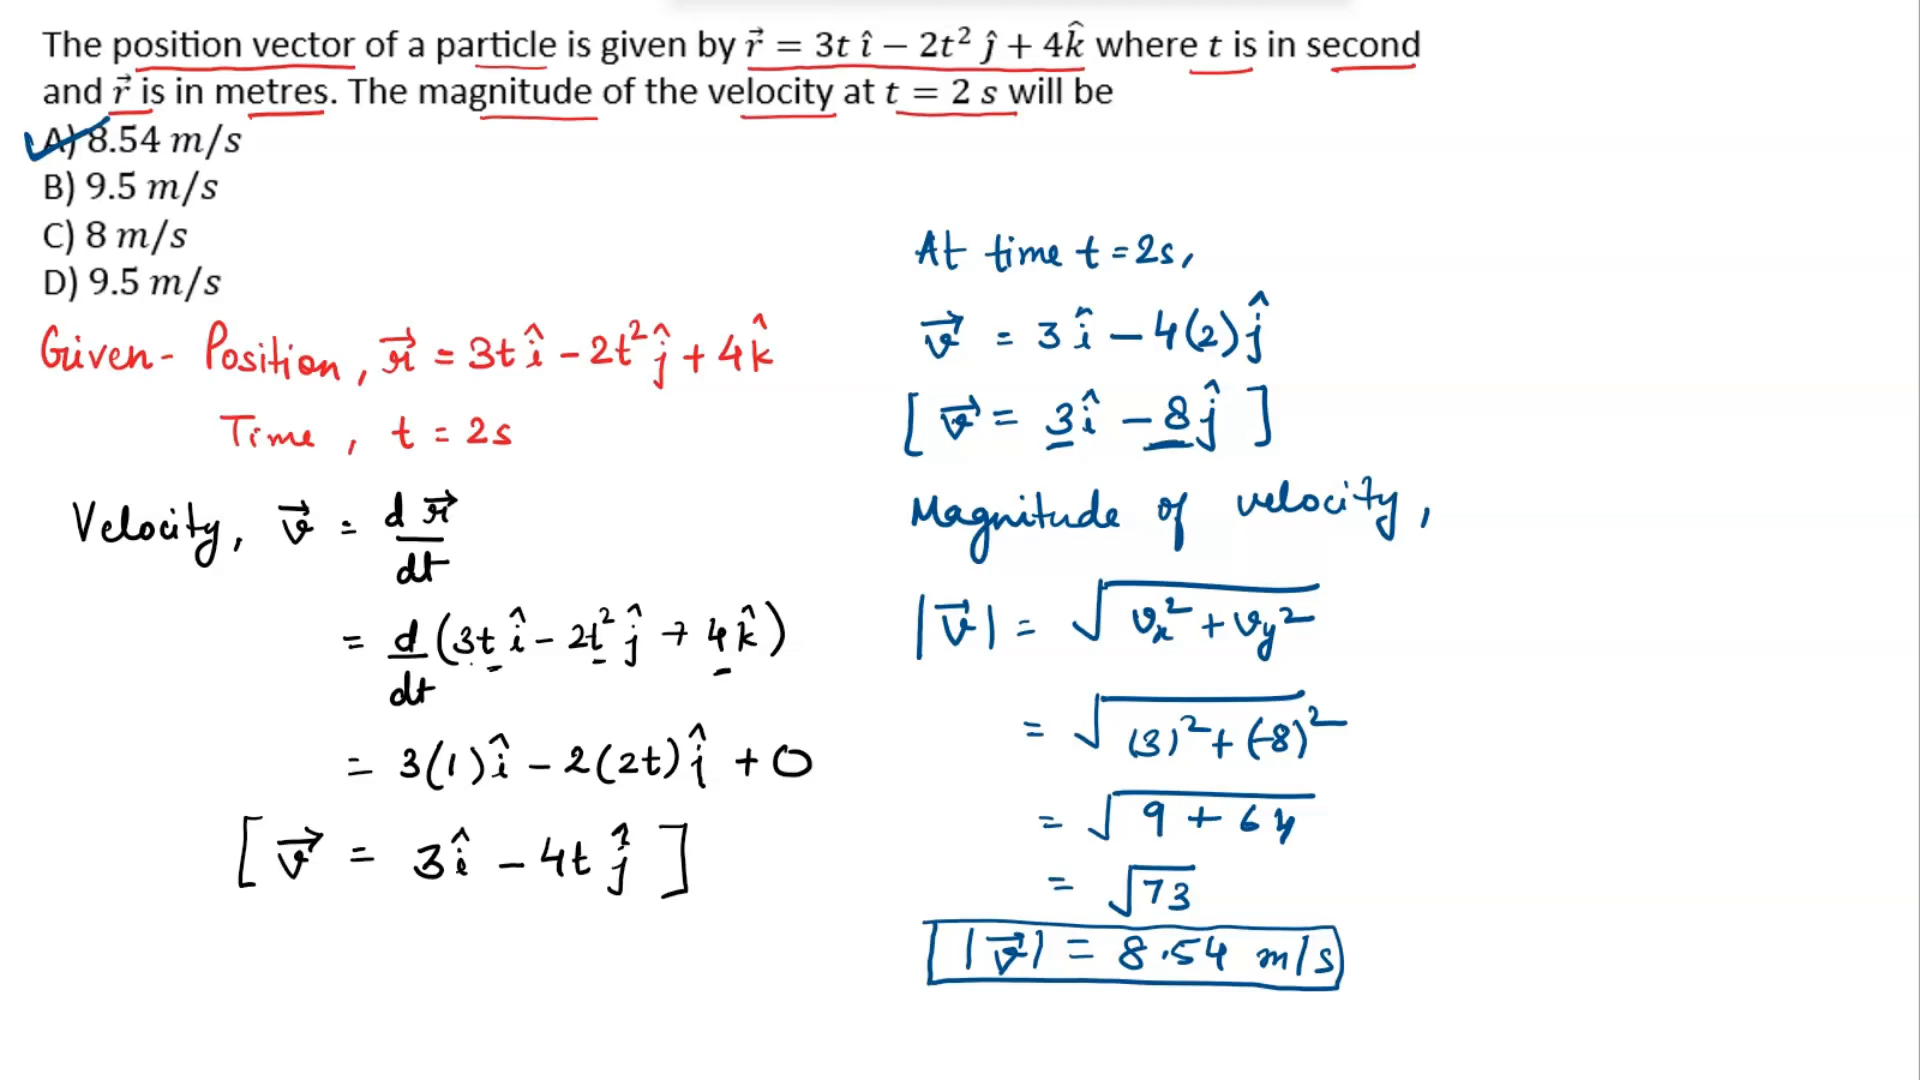 The position vector of a particle is given by r⃗ = 3t î − 2t² ĵ + 4k̂ where t is in second
and r⃗ is in metres. The magnitude of the velocity at t = 2 s will be
A) 8.54 m/s
B) 9.5 m/s
C) 8 m/s
D) 9.5 m/s
Given- Position, r⃗ = 3t î − 2t² ĵ + 4k̂
Time, t = 2s
Velocity, v⃗ = dr⃗/dt
= d/dt (3t î − 2t² ĵ + 4k̂)
= 3(1) î − 2(2t) ĵ + 0
[ v⃗ = 3î − 4t ĵ ]
At time t = 2s,
v⃗ = 3 î − 4(2) ĵ
[ v⃗ = 3î − 8ĵ ]
Magnitude of velocity,
|v⃗| = √(vx² + vy²)
= √((3)² + (-8)²)
= √(9 + 64)
= √73
|v⃗| = 8.54 m/s